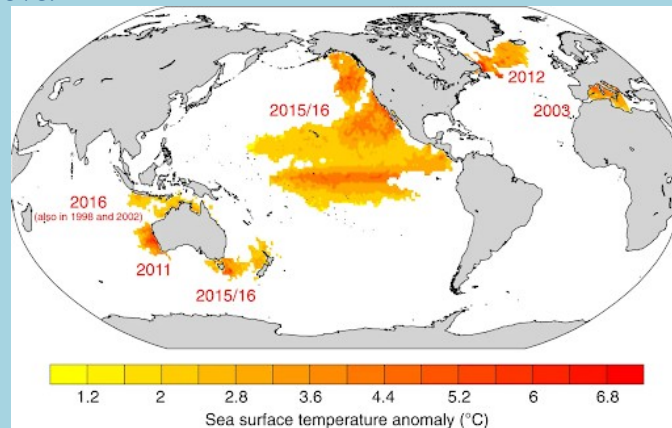 2012
2015/16
2003
2016
(also in 1998 and 2002)
2011
2015/16
1.2 2 2.8 3.6 4.4 5.2 6 6.8
Sea surface temperature anomaly (°C)